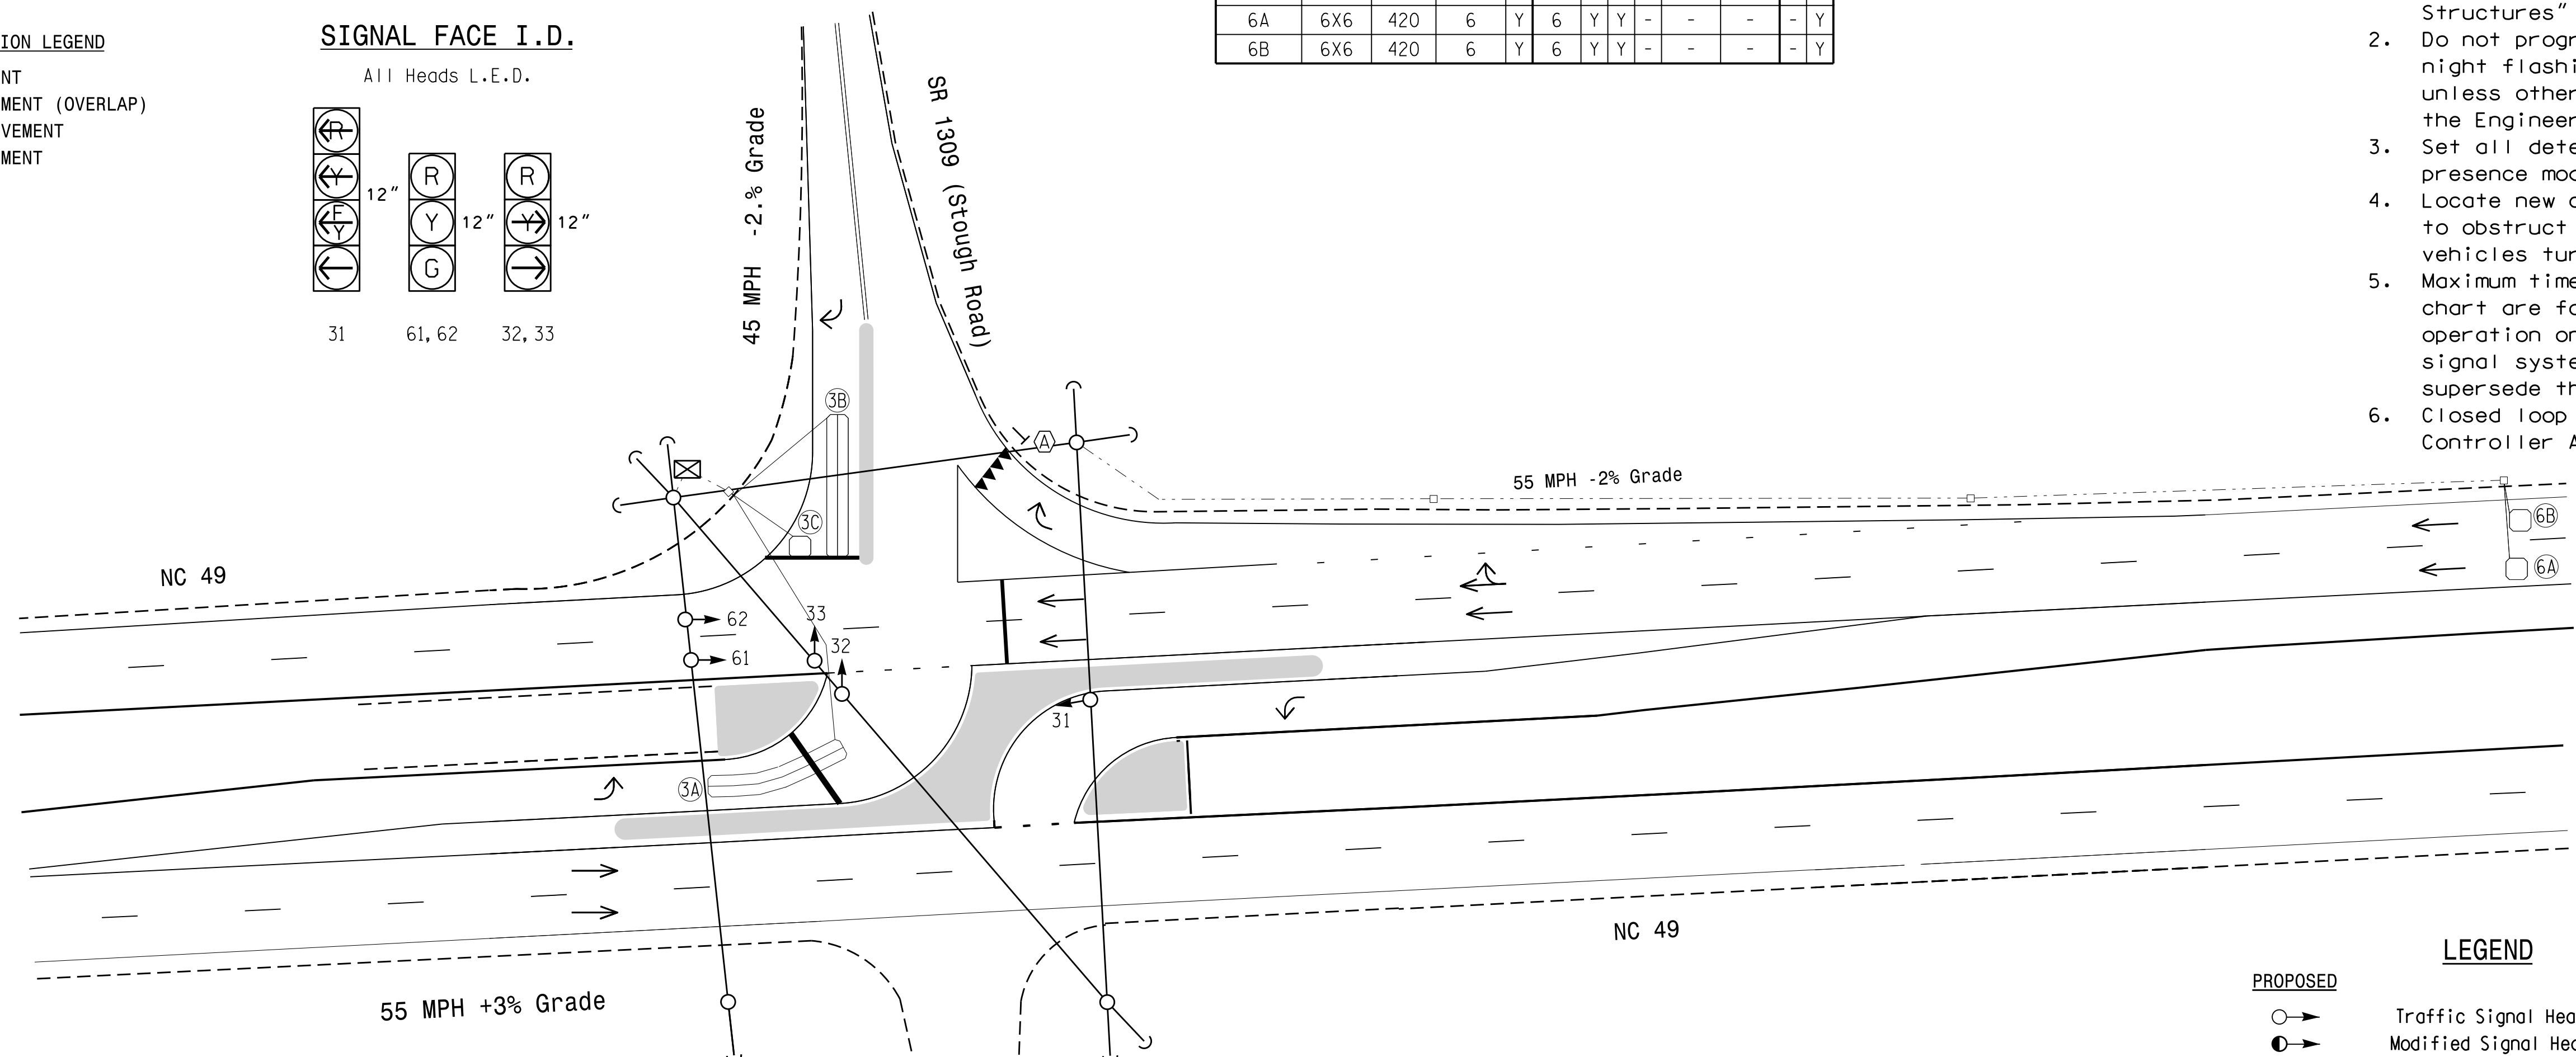 ION LEGEND
NT
MENT (OVERLAP)
VEMENT
MENT
SIGNAL FACE I.D.
All Heads L.E.D.
R
Y
F
Y
12"
R
Y
G
12"
R
Y
12"
31
61, 62
32, 33
6A 6X6 420 6 Y 6 Y Y - - - - Y
6B 6X6 420 6 Y 6 Y Y - - - - Y
Structures"
2. Do not progr
night flashi
unless other
the Engineer
3. Set all dete
presence mod
4. Locate new c
to obstruct
vehicles tur
5. Maximum time
chart are fo
operation on
signal syste
supersede th
6. Closed loop
Controller A
45 MPH -2.% Grade
SR 1309 (Stough Road)
3B
A
3C
55 MPH -2% Grade
6B
6A
NC 49
62
33
61
32
31
3A
NC 49
55 MPH +3% Grade
LEGEND
PROPOSED
Traffic Signal Hea
Modified Signal Hea